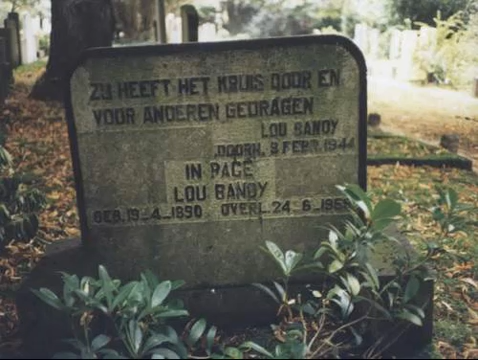 ZIJ HEEFT HET KRUIS DOOR EN
VOOR ANDEREN GEDRAGEN
LOU BANDY
DOORN, 8 FEBR. 1944
IN PACE
LOU BANDY
GEB. 19-4-1890 OVERL. 24-6-1959